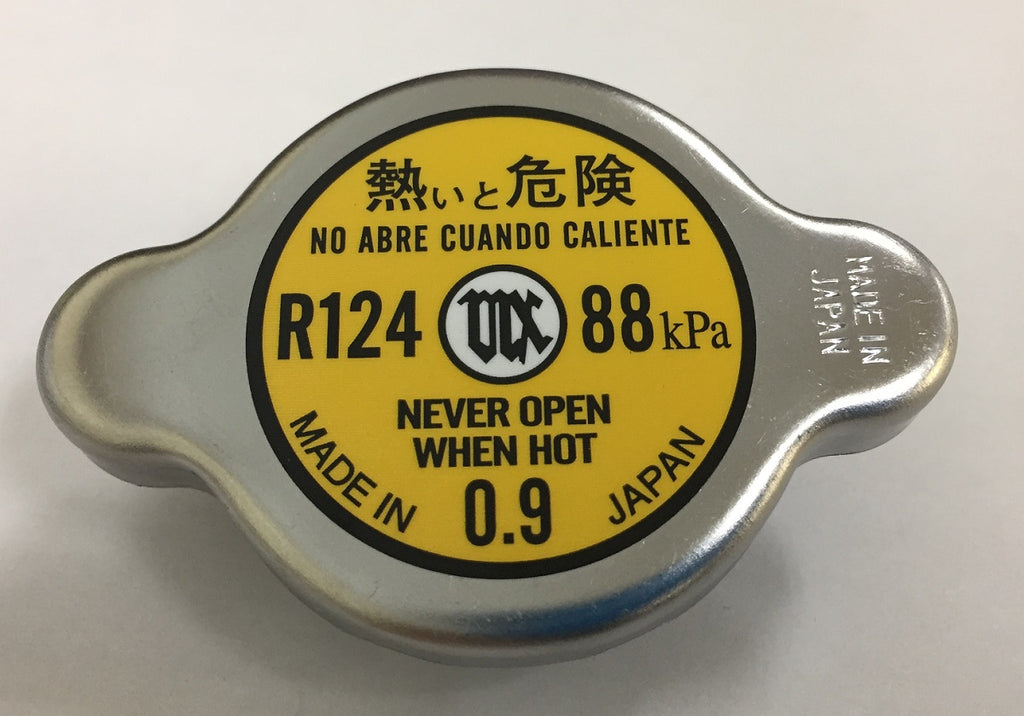 熱いと危険
NO ABRE CUANDO CALIENTE
R124
88 kPa
NEVER OPEN
WHEN HOT
MADE IN JAPAN
0.9
MADE IN
JAPAN